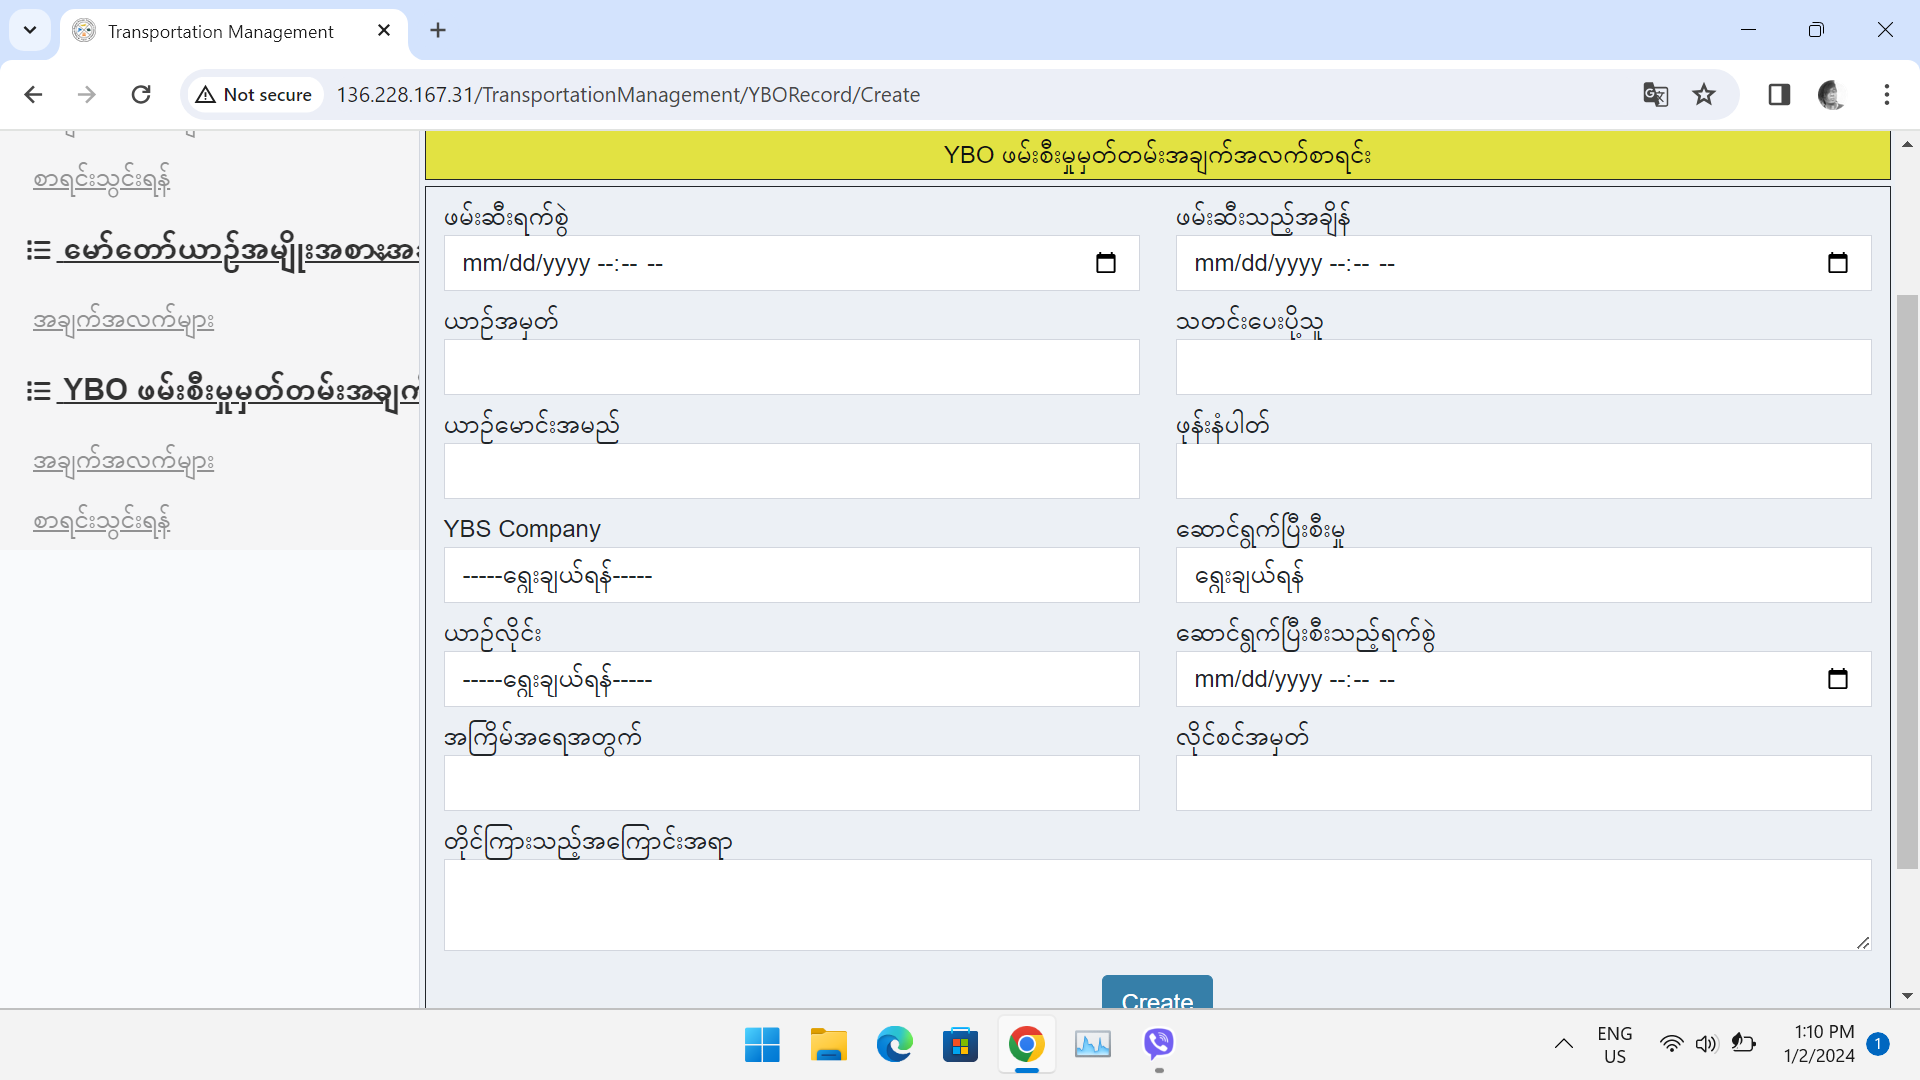 Transportation Management
Not secure
136.228.167.31/TransportationManagement/YBORecord/Create
YBO ဖမ်းစီးမှုမှတ်တမ်းအချက်အလက်စာရင်း
စာရင်းသွင်းရန်
မော်တော်ယာဉ်အမျိုးအစား
အချက်အလက်များ
YBO ဖမ်းစီးမှုမှတ်တမ်းအချက်
အချက်အလက်များ
စာရင်းသွင်းရန်
ဖမ်းဆီးရက်စွဲ
mm/dd/yyyy --:-- --
ဖမ်းဆီးသည့်အချိန်
mm/dd/yyyy --:-- --
ယာဉ်အမှတ်
သတင်းပေးပို့သူ
ယာဉ်မောင်းအမည်
ဖုန်းနံပါတ်
YBS Company
-----ရွေးချယ်ရန်-----
ဆောင်ရွက်ပြီးစီးမှု
ရွေးချယ်ရန်
ယာဉ်လိုင်း
-----ရွေးချယ်ရန်-----
ဆောင်ရွက်ပြီးစီးသည့်ရက်စွဲ
mm/dd/yyyy --:-- --
အကြိမ်အရေအတွက်
လိုင်စင်အမှတ်
တိုင်ကြားသည့်အကြောင်းအရာ
Create
ENG
US
1:10 PM
1/2/2024
1